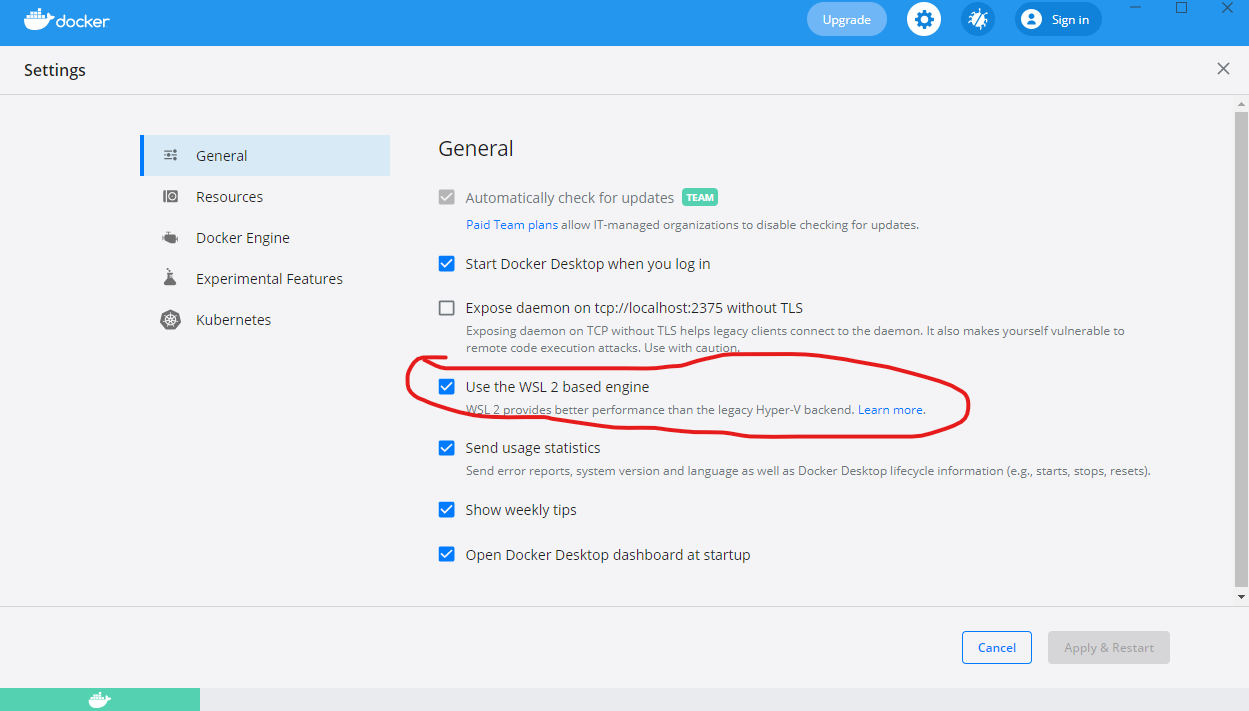 docker
Upgrade
Sign in
Settings
General
Resources
Docker Engine
Experimental Features
Kubernetes
General
Automatically check for updates TEAM
Paid Team plans allow IT-managed organizations to disable checking for updates.
Start Docker Desktop when you log in
Expose daemon on tcp://localhost:2375 without TLS
Exposing daemon on TCP without TLS helps legacy clients connect to the daemon. It also makes yourself vulnerable to
remote code execution attacks. Use with caution.
Use the WSL 2 based engine
WSL 2 provides better performance than the legacy Hyper-V backend. Learn more.
Send usage statistics
Send error reports, system version and language as well as Docker Desktop lifecycle information (e.g., starts, stops, resets).
Show weekly tips
Open Docker Desktop dashboard at startup
Cancel
Apply & Restart